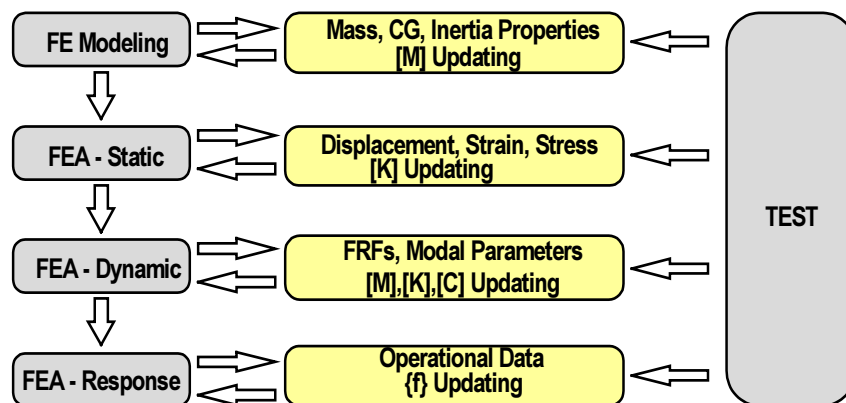 FE Modeling
Mass, CG, Inertia Properties
[M] Updating
FEA - Static
Displacement, Strain, Stress
[K] Updating
TEST
FEA - Dynamic
FRFs, Modal Parameters
[M],[K],[C] Updating
FEA - Response
Operational Data
{f} Updating